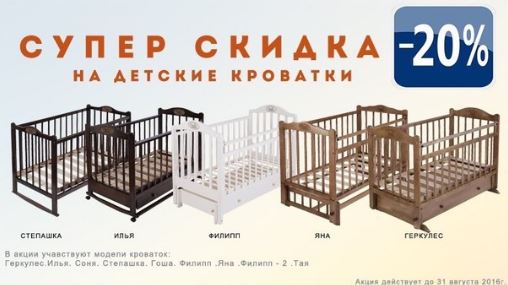 СУПЕР СКИДКА
-20%
НА ДЕТСКИЕ КРОВАТКИ
СТЕПАШКА ИЛЬЯ ФИЛИПП ЯНА ГЕРКУЛЕС
В акции учавствуют модели кроваток:
Геркулес.Илья. Соня. Степашка. Гоша. Филипп .Яна .Филипп - 2 .Тая
Акция действует до 31 августа 2016г.